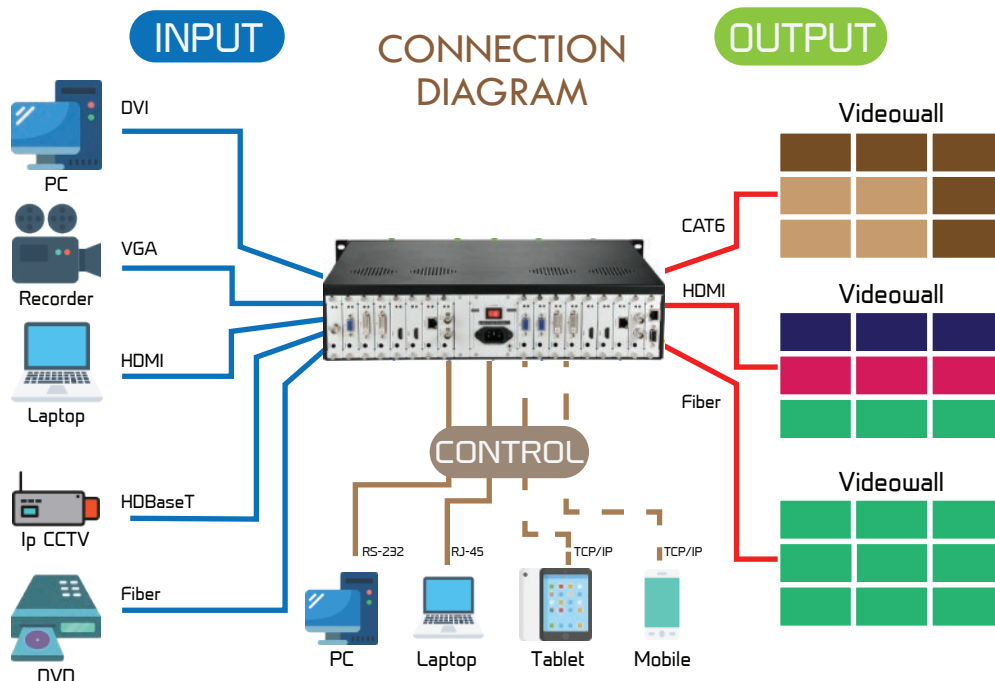 INPUT
CONNECTION
DIAGRAM
OUTPUT
DVI
PC
VGA
Recorder
HDMI
Laptop
HDBaseT
Ip CCTV
Fiber
DVD
CONTROL
RS-232
RJ-45
TCP/IP
TCP/IP
PC
Laptop
Tablet
Mobile
Videowall
CAT6
HDMI
Videowall
Fiber
Videowall